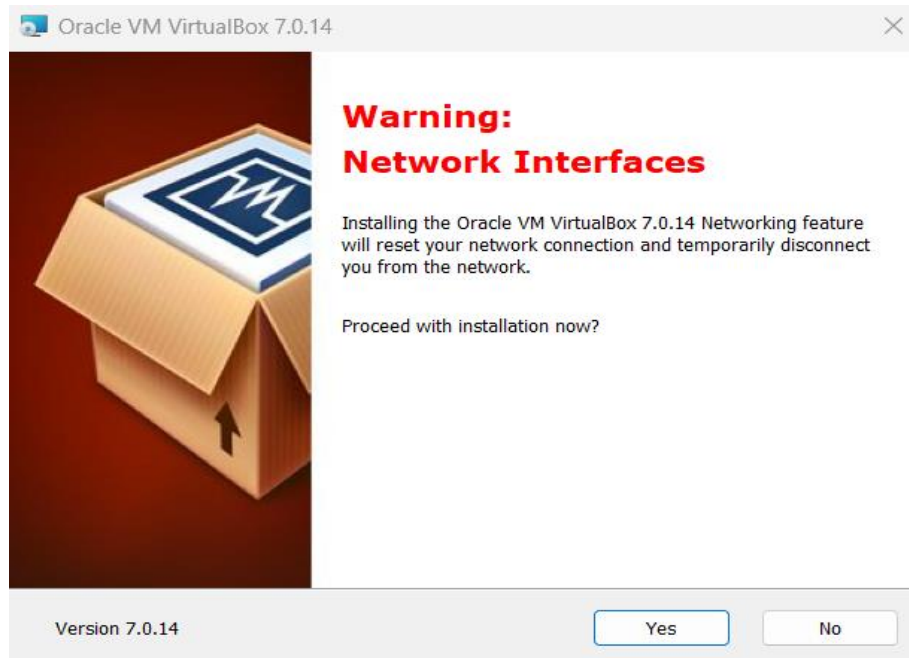 Oracle VM VirtualBox 7.0.14
Warning:
Network Interfaces
Installing the Oracle VM VirtualBox 7.0.14 Networking feature
will reset your network connection and temporarily disconnect
you from the network.
Proceed with installation now?
Version 7.0.14
Yes
No